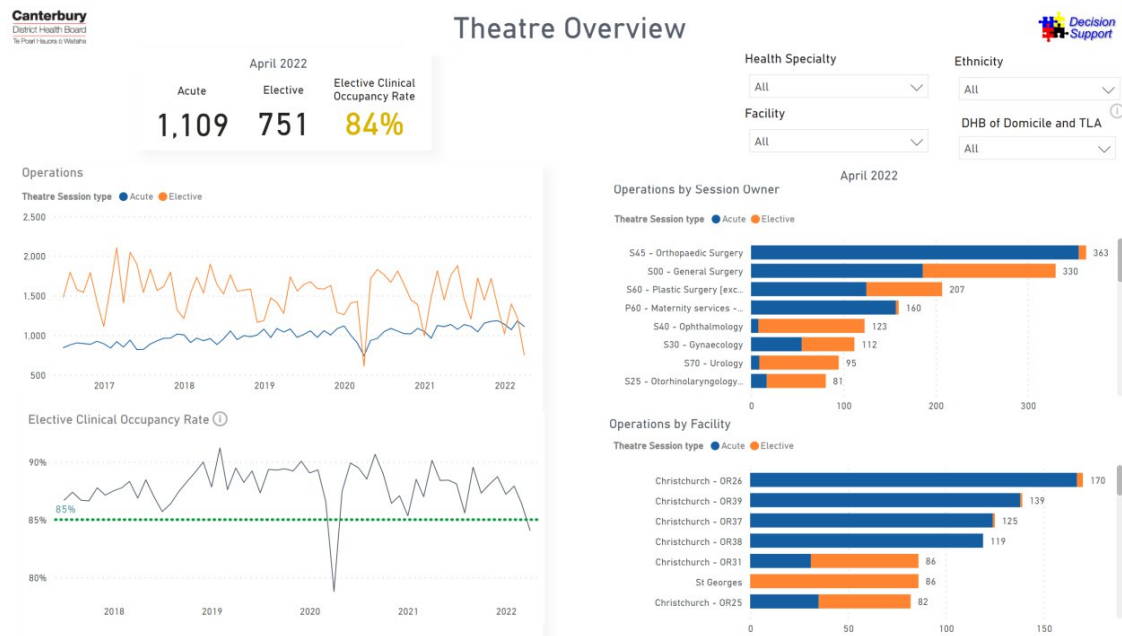 Canterbury
District Health Board
Te Poari Hauora ō Waitaha
Theatre Overview
Decision
Support
April 2022
Acute
Elective
Elective Clinical
Occupancy Rate
1,109
751
84%
Health Specialty
All
Ethnicity
All
Facility
All
DHB of Domicile and TLA
All
Operations
Theatre Session type Acute Elective
2.500
2.000
1.500
1.000
500
2017 2018 2019 2020 2021 2022
Elective Clinical Occupancy Rate
90%
85%
85%
80%
2018 2019 2020 2021 2022
April 2022
Operations by Session Owner
Theatre Session type Acute Elective
S45 - Orthopaedic Surgery 363
S00 - General Surgery 330
S60 - Plastic Surgery [exc... 207
P60 - Maternity services -... 160
S40 - Ophthalmology 123
S30 - Gynaecology 112
S70 - Urology 95
S25 - Otorhinolaryngology... 81
0 100 200 300
Operations by Facility
Theatre Session type Acute Elective
Christchurch - OR26 170
Christchurch - OR39 139
Christchurch - OR37 125
Christchurch - OR38 119
Christchurch - OR31 86
St Georges 86
Christchurch - OR25 82
0 50 100 150